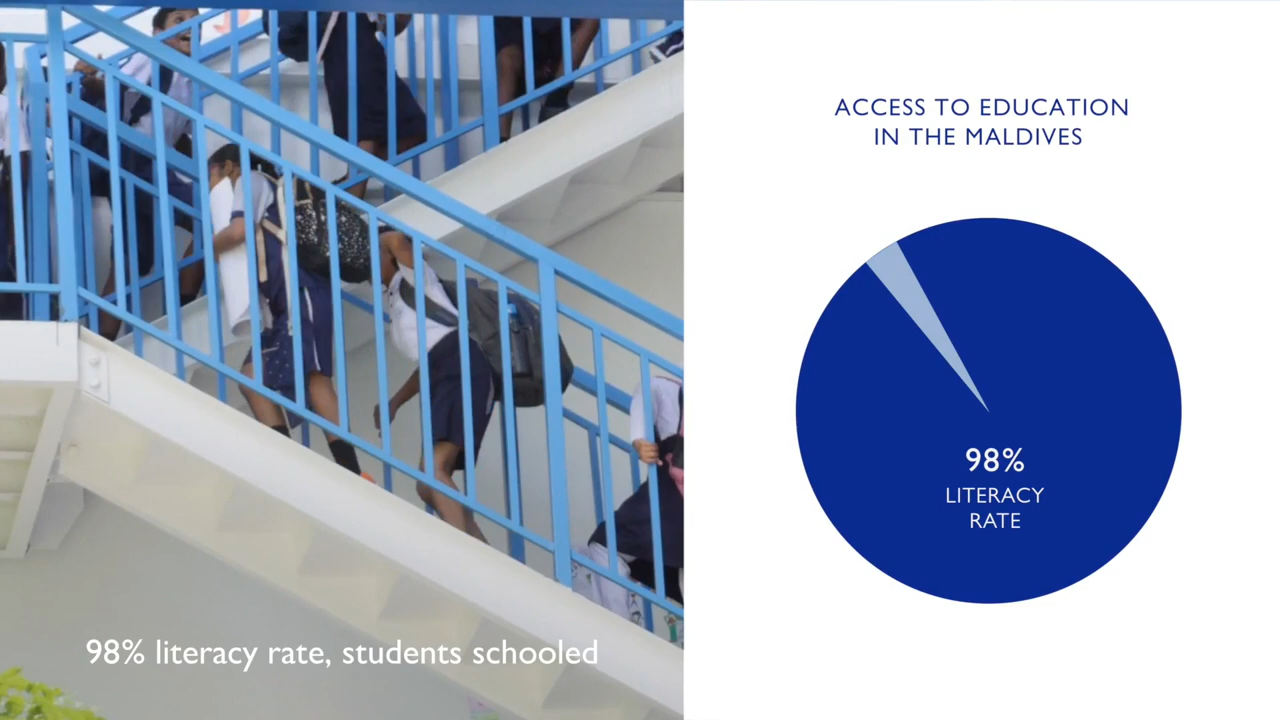 ACCESS TO EDUCATION
IN THE MALDIVES
98%
LITERACY
RATE
98% literacy rate, students schooled